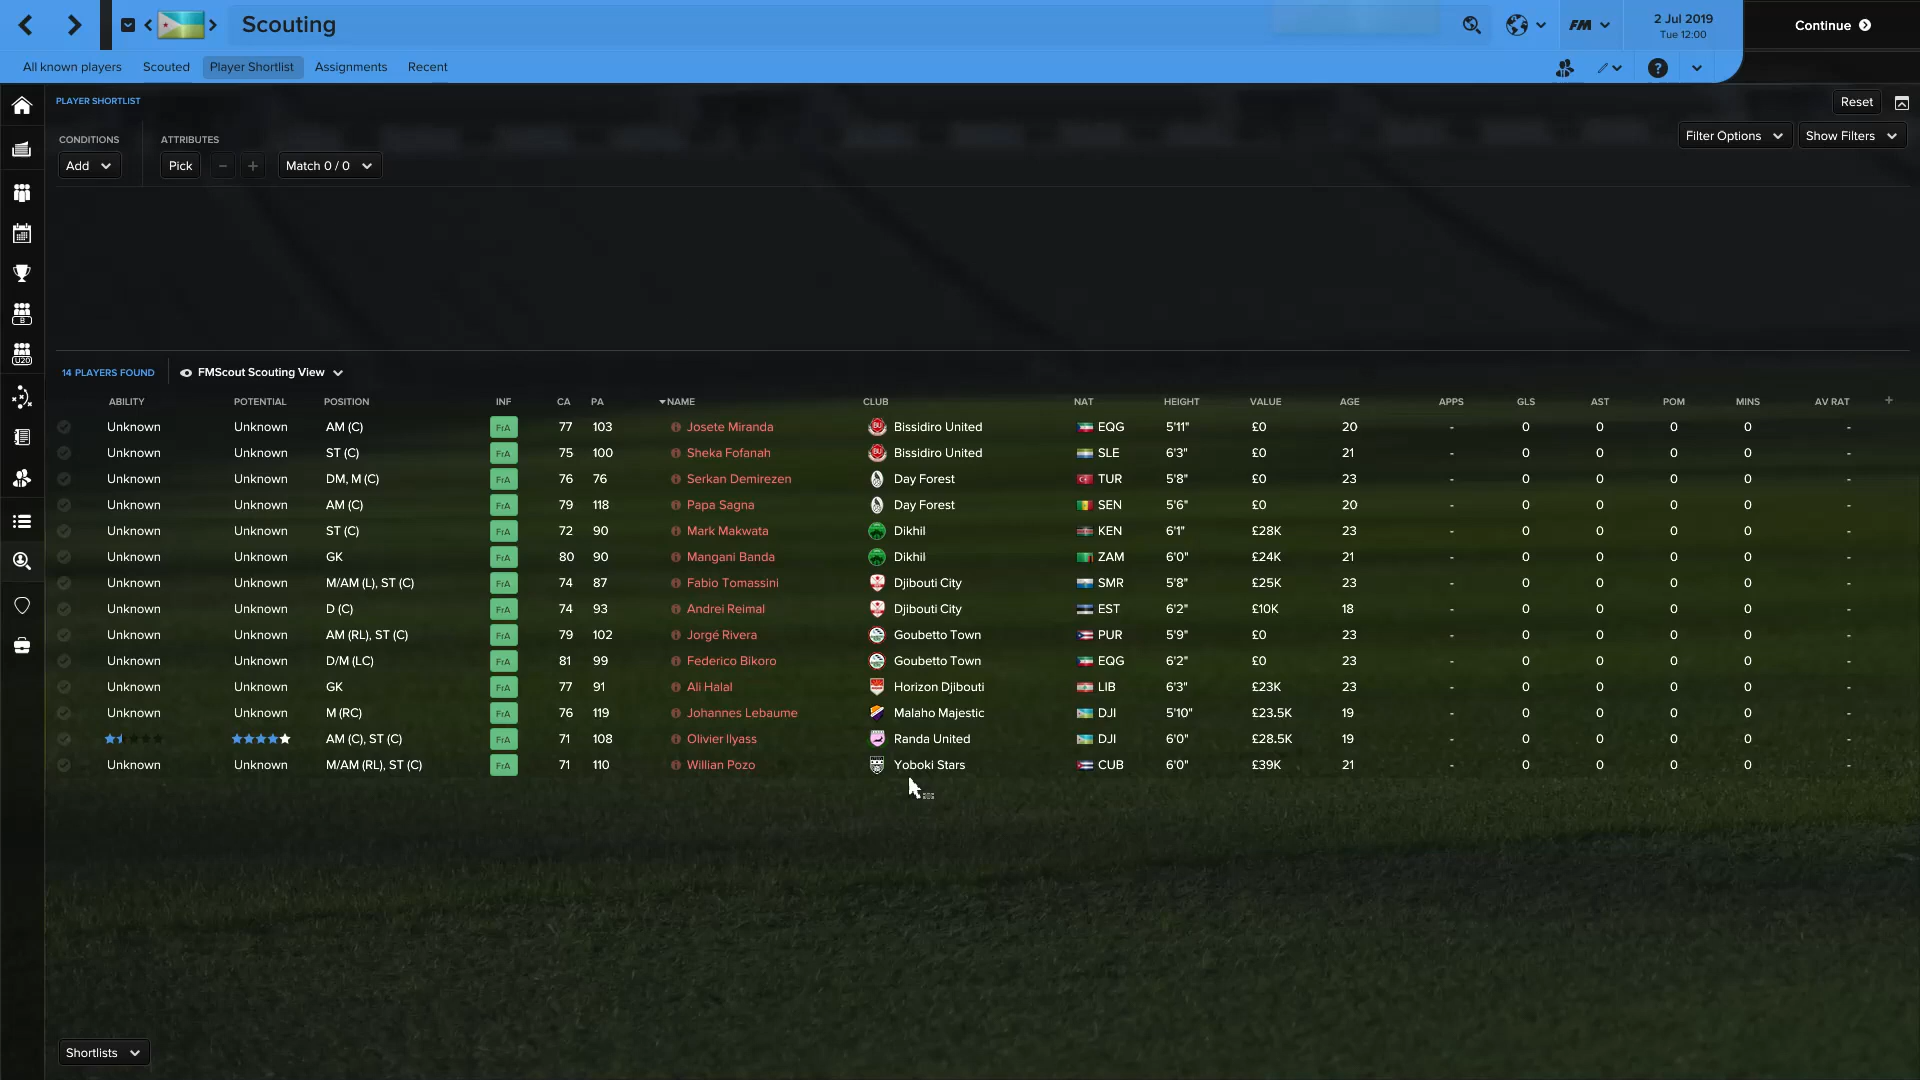 Scouting
FM
2 Jul 2019
Tue 12:00
Continue
All known players Scouted Player Shortlist Assignments Recent
?
PLAYER SHORTLIST
Reset
CONDITIONS ATTRIBUTES
Filter Options Show Filters
Add Pick − + Match 0 / 0
B
U20
14 PLAYERS FOUND FMScout Scouting View
ABILITY POTENTIAL POSITION INF CA PA NAME CLUB NAT HEIGHT VALUE AGE APPS GLS AST POM MINS AV RAT +
Unknown Unknown AM (C) FrA 77 103 Josete Miranda Bissidiro United EQG 5'11" £0 20 - 0 0 0 0 -
Unknown Unknown ST (C) FrA 75 100 Sheka Fofanah Bissidiro United SLE 6'3" £0 21 - 0 0 0 0 -
Unknown Unknown DM, M (C) FrA 76 76 Serkan Demirezen Day Forest TUR 5'8" £0 23 - 0 0 0 0 -
Unknown Unknown AM (C) FrA 79 118 Papa Sagna Day Forest SEN 5'6" £0 20 - 0 0 0 0 -
Unknown Unknown ST (C) FrA 72 90 Mark Makwata Dikhil KEN 6'1" £28K 23 - 0 0 0 0 -
Unknown Unknown GK FrA 80 90 Mangani Banda Dikhil ZAM 6'0" £24K 21 - 0 0 0 0 -
Unknown Unknown M/AM (L), ST (C) FrA 74 87 Fabio Tomassini Djibouti City SMR 5'8" £25K 23 - 0 0 0 0 -
Unknown Unknown D (C) FrA 74 93 Andrei Reimal Djibouti City EST 6'2" £10K 18 - 0 0 0 0 -
Unknown Unknown AM (RL), ST (C) FrA 79 102 Jorgé Rivera Goubetto Town PUR 5'9" £0 23 - 0 0 0 0 -
Unknown Unknown D/M (LC) FrA 81 99 Federico Bikoro Goubetto Town EQG 6'2" £0 23 - 0 0 0 0 -
Unknown Unknown GK FrA 77 91 Ali Halal Horizon Djibouti LIB 6'3" £23K 23 - 0 0 0 0 -
Unknown Unknown M (RC) FrA 76 119 Johannes Lebaume Malaho Majestic DJI 5'10" £23.5K 19 - 0 0 0 0 -
AM (C), ST (C) FrA 71 108 Olivier Ilyass Randa United DJI 6'0" £28.5K 19 - 0 0 0 0 -
Unknown Unknown M/AM (RL), ST (C) FrA 71 110 Willian Pozo Yoboki Stars CUB 6'0" £39K 21 - 0 0 0 0 -
Shortlists